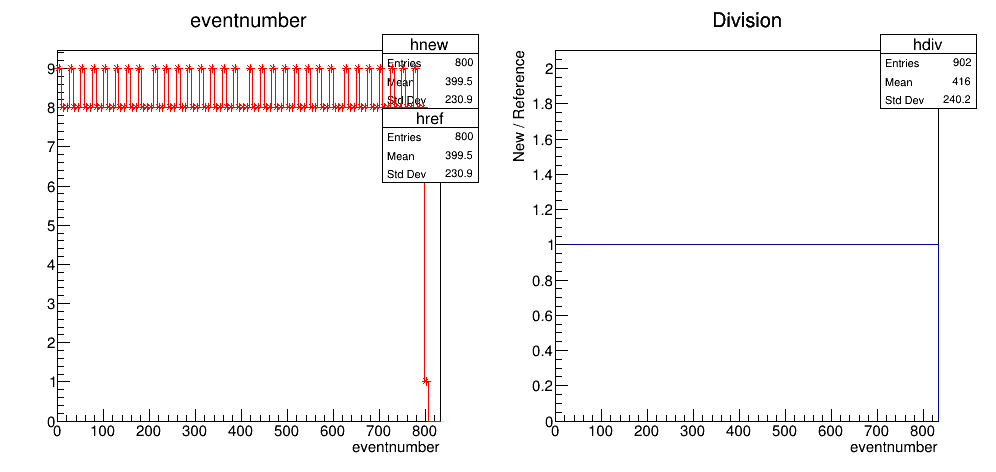 eventnumber
hnew
Entries 800
Mean 399.5
Std Dev 230.9
href
Entries 800
Mean 399.5
Std Dev 230.9
9
8
7
6
5
4
3
2
1
0
0 100 200 300 400 500 600 700 800
eventnumber
Division
hdiv
Entries 902
Mean 416
Std Dev 240.2
New / Reference
2
1.8
1.6
1.4
1.2
1
0.8
0.6
0.4
0.2
0
0 100 200 300 400 500 600 700 800
eventnumber